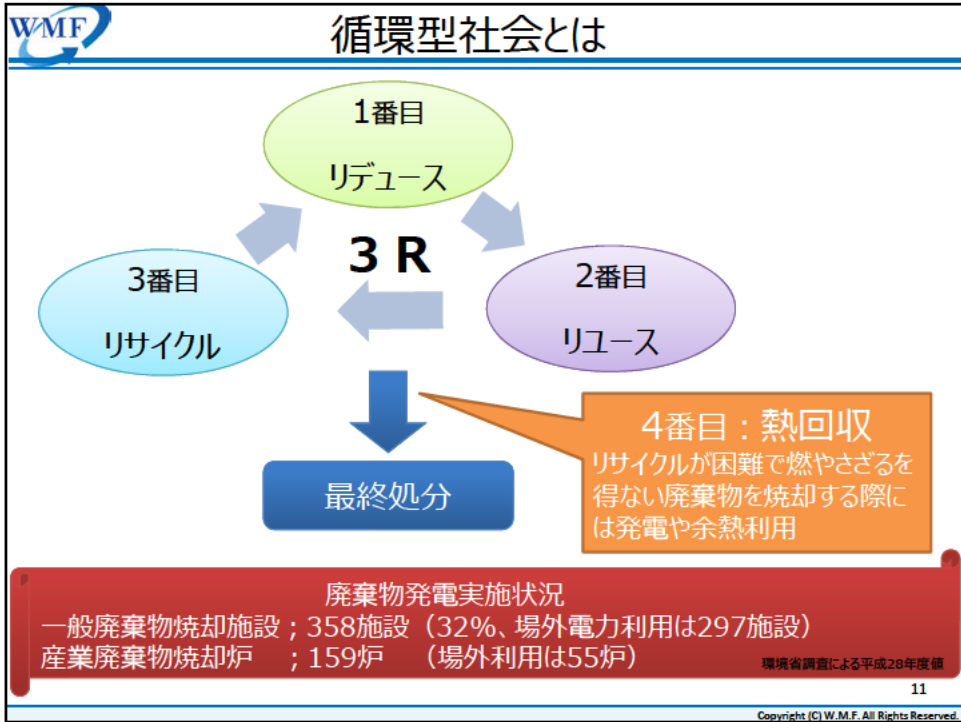 WMF
循環型社会とは
1番目
リデュース
3R
3番目
リサイクル
2番目
リユース
4番目：熱回収
リサイクルが困難で燃やさざるを
得ない廃棄物を焼却する際に
は発電や余熱利用
最終処分
廃棄物発電実施状況
一般廃棄物焼却施設；358施設（32%、場外電力利用は297施設）
産業廃棄物焼却炉　；159炉　（場外利用は55炉）
環境省調査による平成28年度値
11
Copyright (C) W.M.F. All Rights Reserved.